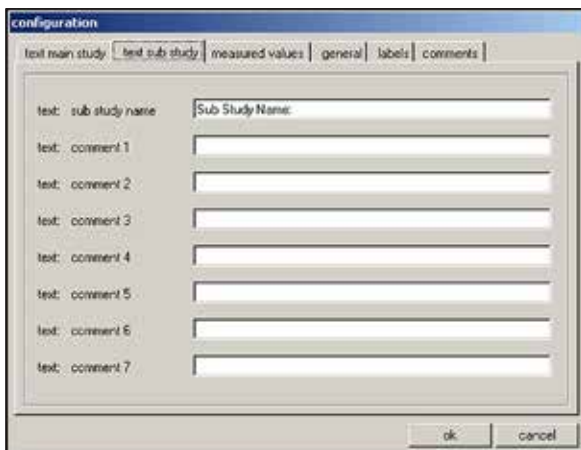 configuration
text main study text sub study measured values general labels comments
text: sub study name Sub Study Name:
text: comment 1
text: comment 2
text: comment 3
text: comment 4
text: comment 5
text: comment 6
text: comment 7
ok cancel